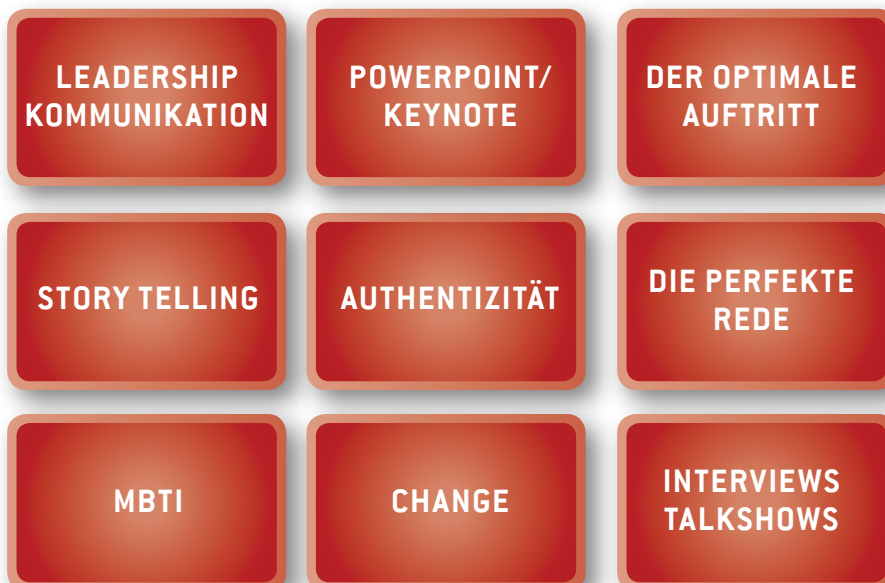 LEADERSHIP
KOMMUNIKATION
POWERPOINT/
KEYNOTE
DER OPTIMALE
AUFTRITT
STORY TELLING
AUTHENTIZITÄT
DIE PERFEKTE
REDE
MBTI
CHANGE
INTERVIEWS
TALKSHOWS